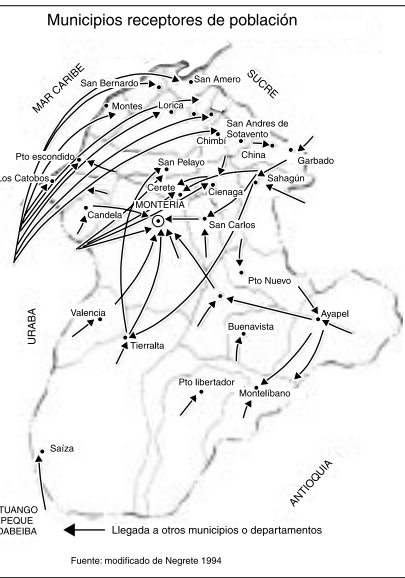 Municipios receptores de población
MAR CARIBE
SUCRE
San Bernardo
San Amero
Montes
Lorica
San Andres de
Sotavento
Chimbí
China
Garbado
Pto escondido
San Pelayo
Los Catobos
Cerete
Cienaga
Sahagún
MONTERIA
Candela
San Carlos
Pto Nuevo
URABA
Valencia
Ayapel
Buenavista
Tierralta
Pto libertador
Montelíbano
Saíza
ANTIOQUIA
TUANGO
PEQUE
DABEIBA
Llegada a otros municipios o departamentos
Fuente: modificado de Negrete 1994